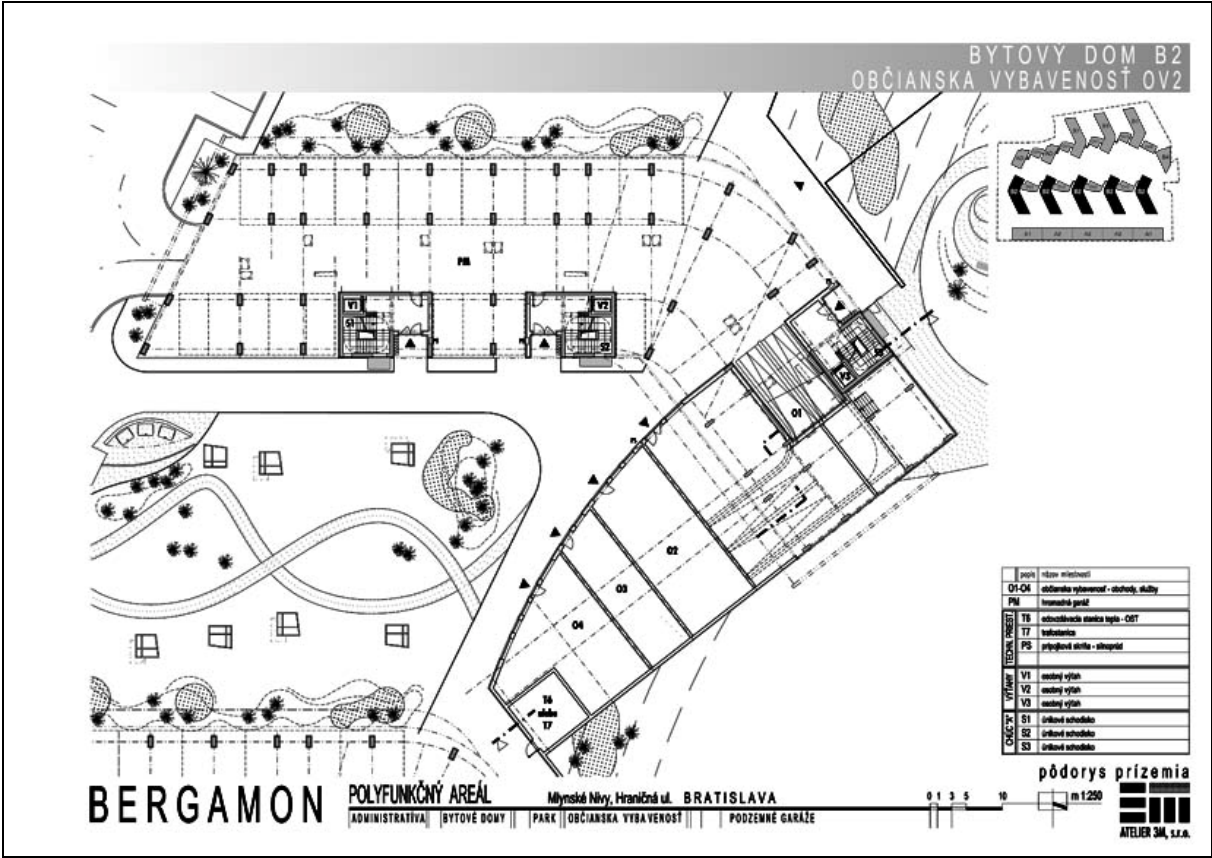 BYTOVÝ DOM B2
OBČIANSKA VYBAVENOSŤ OV2
PM
V1
S1
V2
S2
V3
O1
O2
O3
O4
T6
T7
popis názov miestnosti
O1-O4 občianska vybavenosť - obchody, služby
PM hromadná garáž
TECHN. PRIEST
T6 odovzdávacia stanica tepla - OST
T7 trafostanica
PS prípojková skriňa - silnoprúd
VÝŤAHY
V1 osobný výťah
V2 osobný výťah
V3 osobný výťah
CHÚC "A"
S1 únikové schodisko
S2 únikové schodisko
S3 únikové schodisko
pôdorys prízemia
BERGAMON
POLYFUNKČNÝ AREÁL Mlynské Nivy, Hraničná ul. BRATISLAVA
ADMINISTRATÍVA BYTOVÉ DOMY PARK OBČIANSKA VYBAVENOSŤ PODZEMNÉ GARÁŽE
0 1 3 5 10 m 1:250
ATELIER 3M, s.r.o.